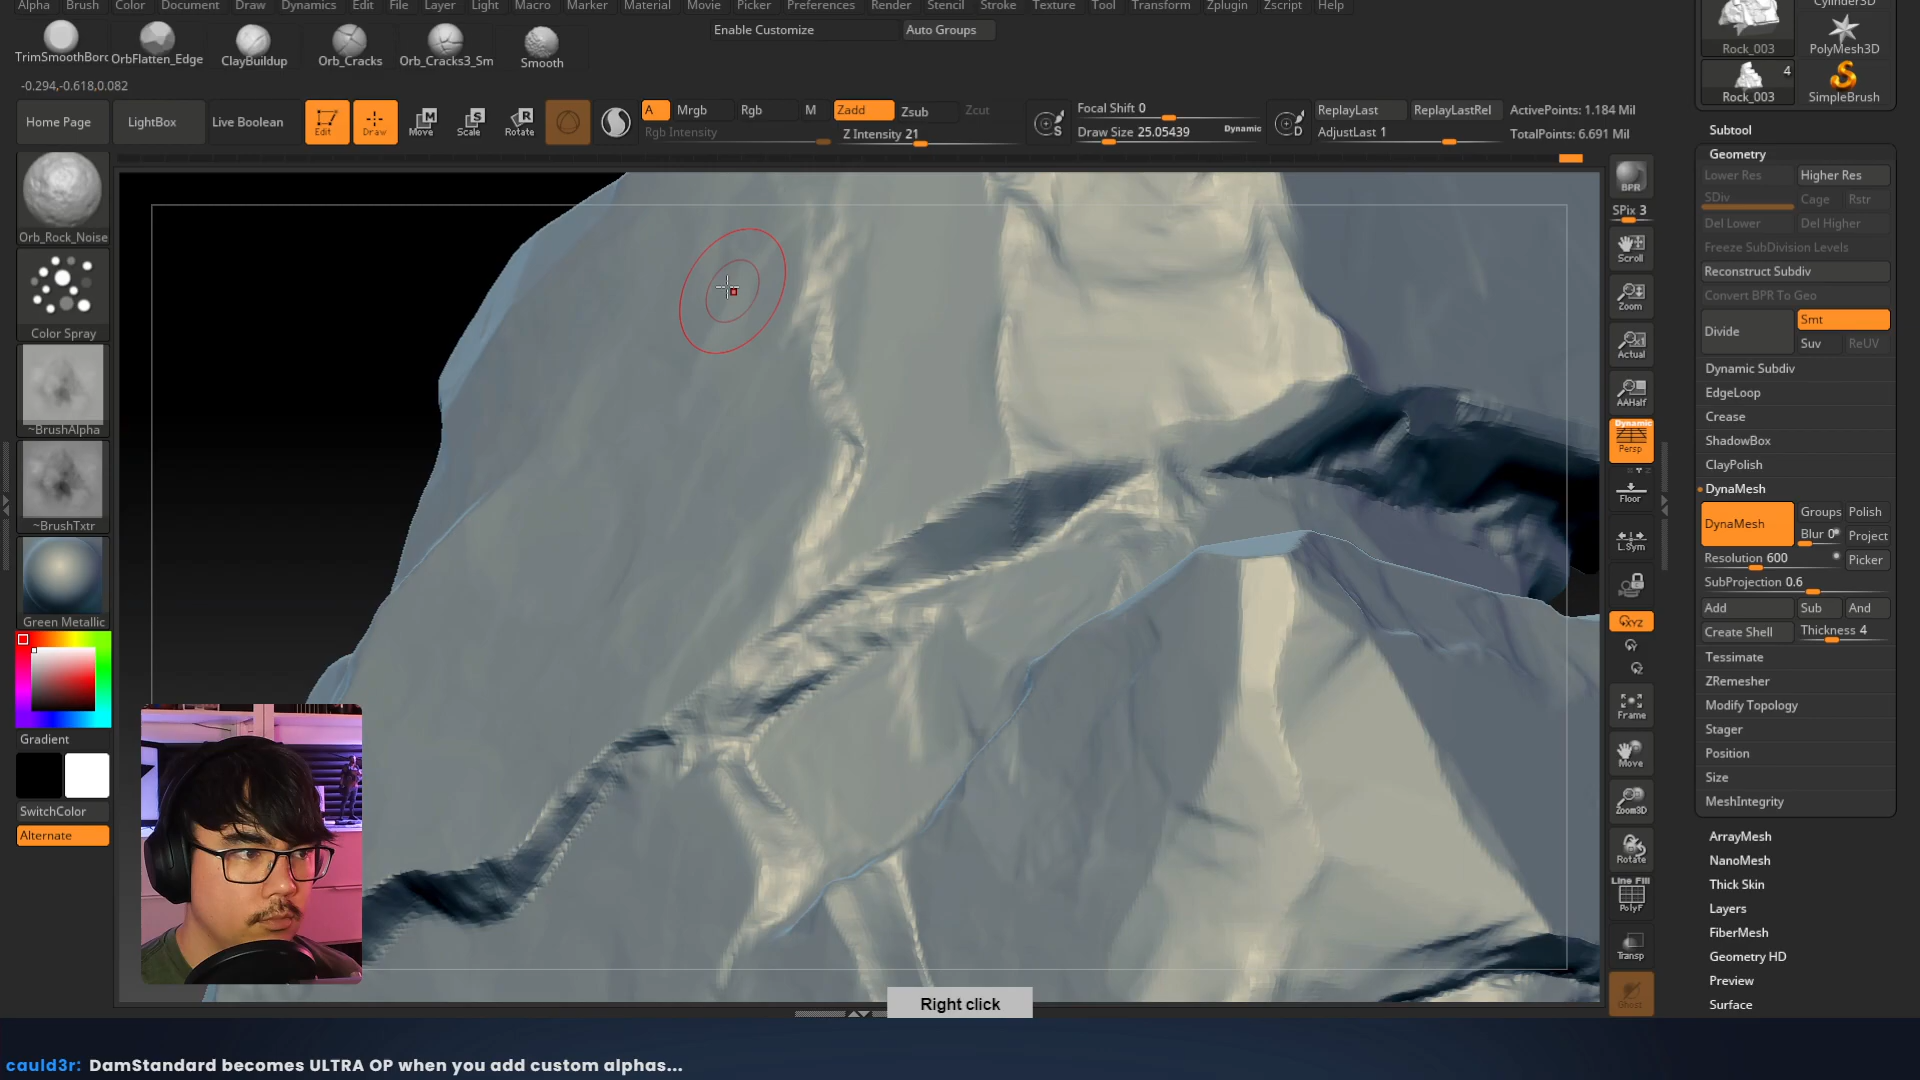 Alpha Brush Color Document Draw Dynamics Edit File Layer Light Macro Marker Material Movie Picker Preferences Render Stencil Stroke Texture Tool Transform Zplugin Zscript Help
Cylinder3D
TrimSmoothBorc OrbFlatten_Edge ClayBuildup Orb_Cracks Orb_Cracks3_Sm Smooth
Enable Customize Auto Groups
Rock_003 PolyMesh3D
4
Rock_003 SimpleBrush
-0.294,-0.618,0.082
Home Page LightBox Live Boolean
Edit Draw Move Scale Rotate
A Mrgb Rgb M Zadd Zsub Zcut
Rgb Intensity Z Intensity 21
S Focal Shift 0
Draw Size 25.05439 Dynamic
D ReplayLast ReplayLastRel
AdjustLast 1
ActivePoints: 1.184 Mil
TotalPoints: 6.691 Mil
Orb_Rock_Noise
Color Spray
~BrushAlpha
~BrushTxtr
Green Metallic
Gradient
SwitchColor
Alternate
BPR
SPix 3
Scroll
Zoom
Actual
AAHalf
Dynamic
Persp
Floor
L.Sym
XYZ
Frame
Move
Zoom3D
Rotate
Line Fill
PolyF
Transp
Ghost
Subtool
Geometry
Lower Res Higher Res
SDiv Cage Rstr
Del Lower Del Higher
Freeze SubDivision Levels
Reconstruct Subdiv
Convert BPR To Geo
Divide Smt
Suv ReUV
Dynamic Subdiv
EdgeLoop
Crease
ShadowBox
ClayPolish
DynaMesh
DynaMesh Groups Polish
Blur 0 Project
Resolution 600 Picker
SubProjection 0.6
Add Sub And
Create Shell Thickness 4
Tessimate
ZRemesher
Modify Topology
Stager
Position
Size
MeshIntegrity
ArrayMesh
NanoMesh
Thick Skin
Layers
FiberMesh
Geometry HD
Preview
Surface
Right click
cauld3r: DamStandard becomes ULTRA OP when you add custom alphas...